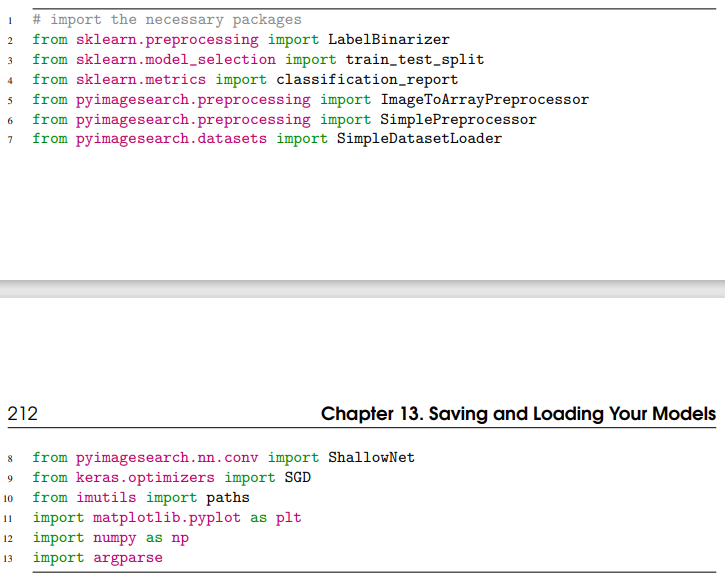 1 # import the necessary packages
2 from sklearn.preprocessing import LabelBinarizer
3 from sklearn.model_selection import train_test_split
4 from sklearn.metrics import classification_report
5 from pyimagesearch.preprocessing import ImageToArrayPreprocessor
6 from pyimagesearch.preprocessing import SimplePreprocessor
7 from pyimagesearch.datasets import SimpleDatasetLoader
212 Chapter 13. Saving and Loading Your Models
8 from pyimagesearch.nn.conv import ShallowNet
9 from keras.optimizers import SGD
10 from imutils import paths
11 import matplotlib.pyplot as plt
12 import numpy as np
13 import argparse